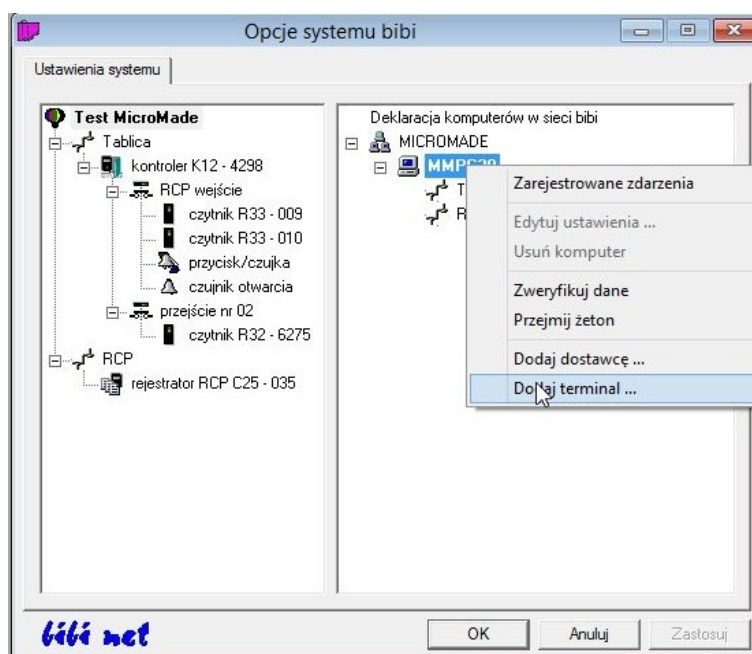 Opcje systemu bibi
Ustawienia systemu
Test MicroMade
Tablica
kontroler K12 - 4298
RCP wejście
czytnik R33 - 009
czytnik R33 - 010
przycisk/czujka
czujnik otwarcia
przejście nr 02
czytnik R32 - 6275
RCP
rejestrator RCP C25 - 035
Deklaracja komputerów w sieci bibi
MICROMADE
T
R
Zarejestrowane zdarzenia
Edytuj ustawienia ...
Usuń komputer
Zweryfikuj dane
Przejmij żeton
Dodaj dostawcę ...
Dodaj terminal ...
bibi net
OK
Anuluj
Zastosuj